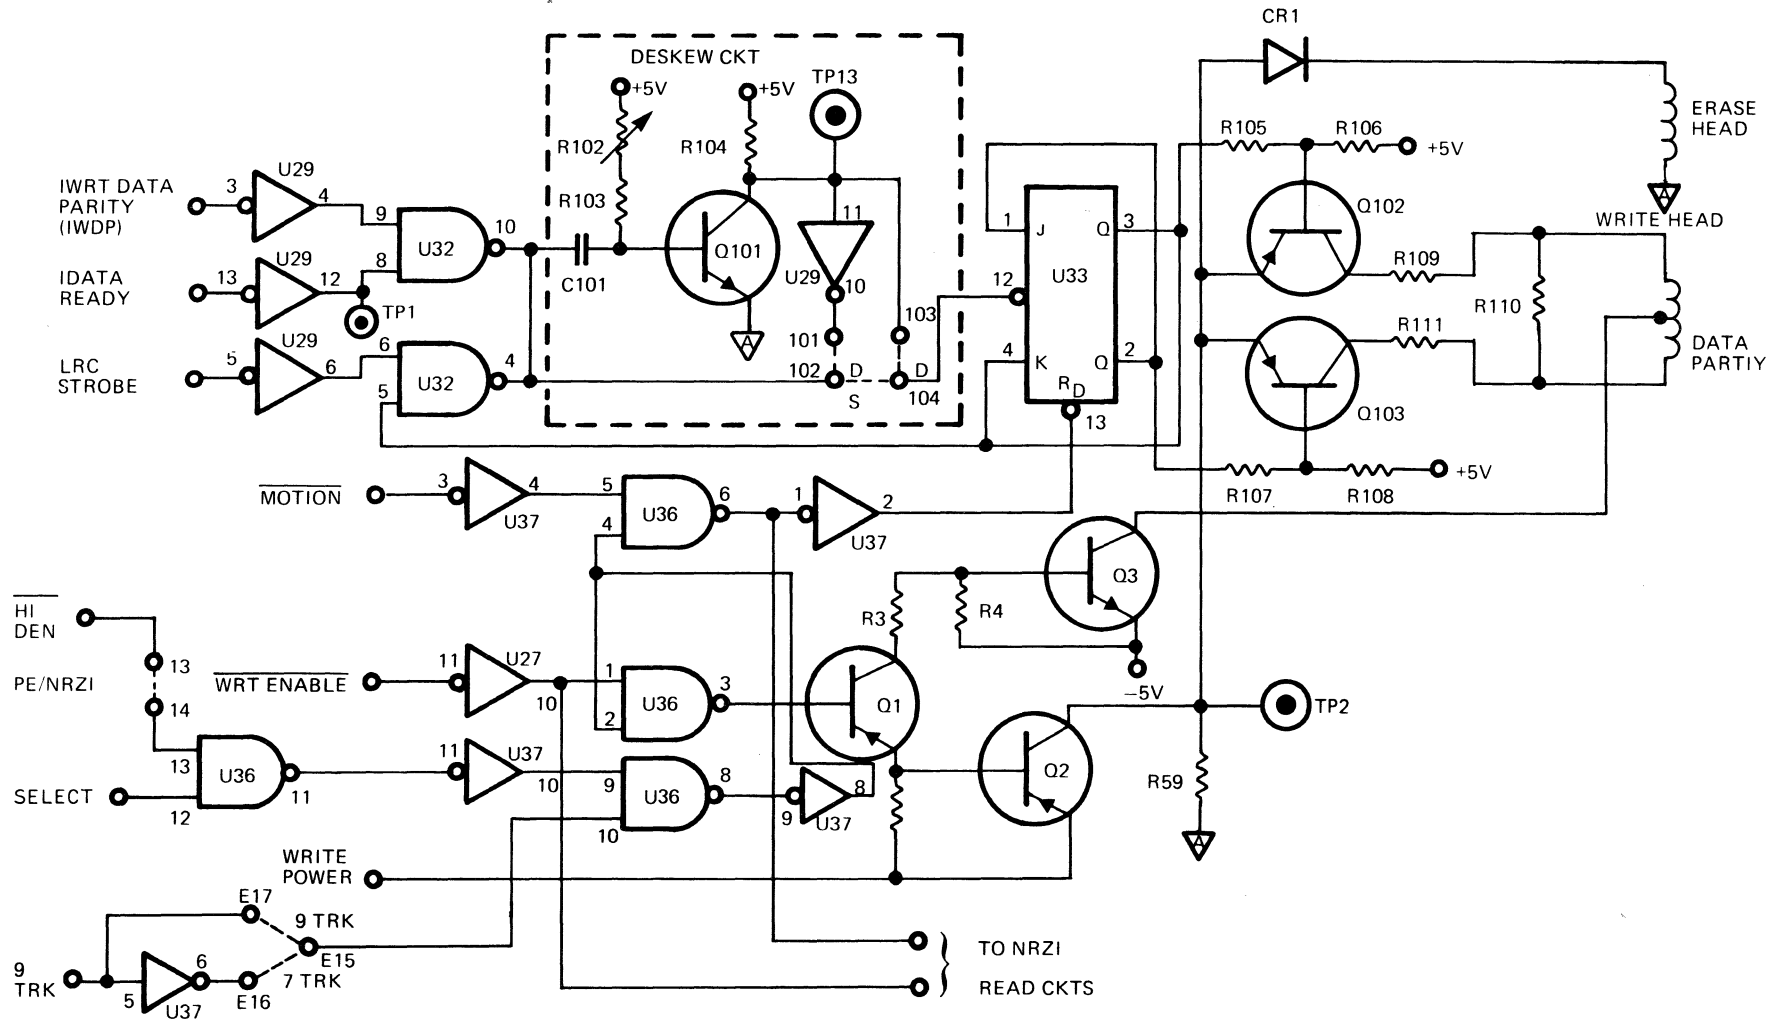 CR1
DESKEW CKT
+5V
+5V
TP13
ERASE
HEAD
R102
R104
R105
R106
+5V
U29
IWRT DATA
PARITY
(IWDP)
3
4
9
10
U32
8
R103
Q101
11
U29
10
1
J
Q
3
12
U33
Q102
WRITE HEAD
R109
R110
IDATA
READY
13
U29
12
TP1
C101
A
A
101
103
102
D
D
S
104
4
K
Q
2
R
D
13
R111
DATA
PARTIY
Q103
LRC
STROBE
5
U29
6
6
5
U32
4
R107
R108
+5V
MOTION
3
4
U37
5
4
U36
6
1
2
U37
R3
R4
Q3
−5V
HI
DEN
13
PE/NRZI
14
WRT ENABLE
11
U27
10
1
2
U36
3
Q1
TP2
SELECT
13
12
U36
11
11
U37
10
9
10
U36
8
9
8
U37
Q2
R59
A
WRITE
POWER
E17
9 TRK
E15
7 TRK
E16
9
TRK
5
6
U37
TO NRZI
READ CKTS